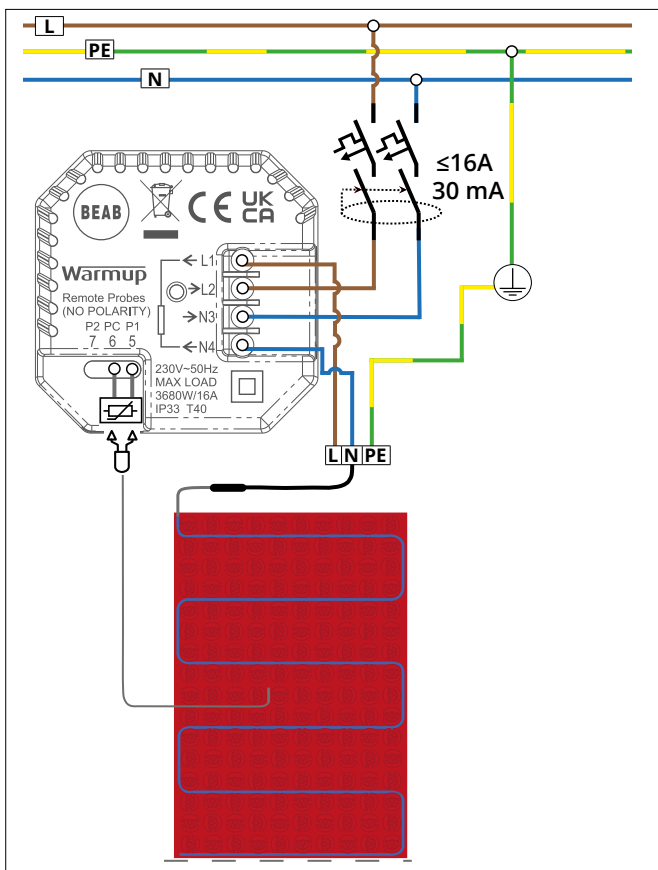 L
PE
N
≤16A
30 mA
BEAB
CE UK
CA
Warmup
Remote Probes
(NO POLARITY)
P2 PC P1
7 6 5
L1
L2
N3
N4
230V~50Hz
MAX LOAD
3680W/16A
IP33 T40
L N PE